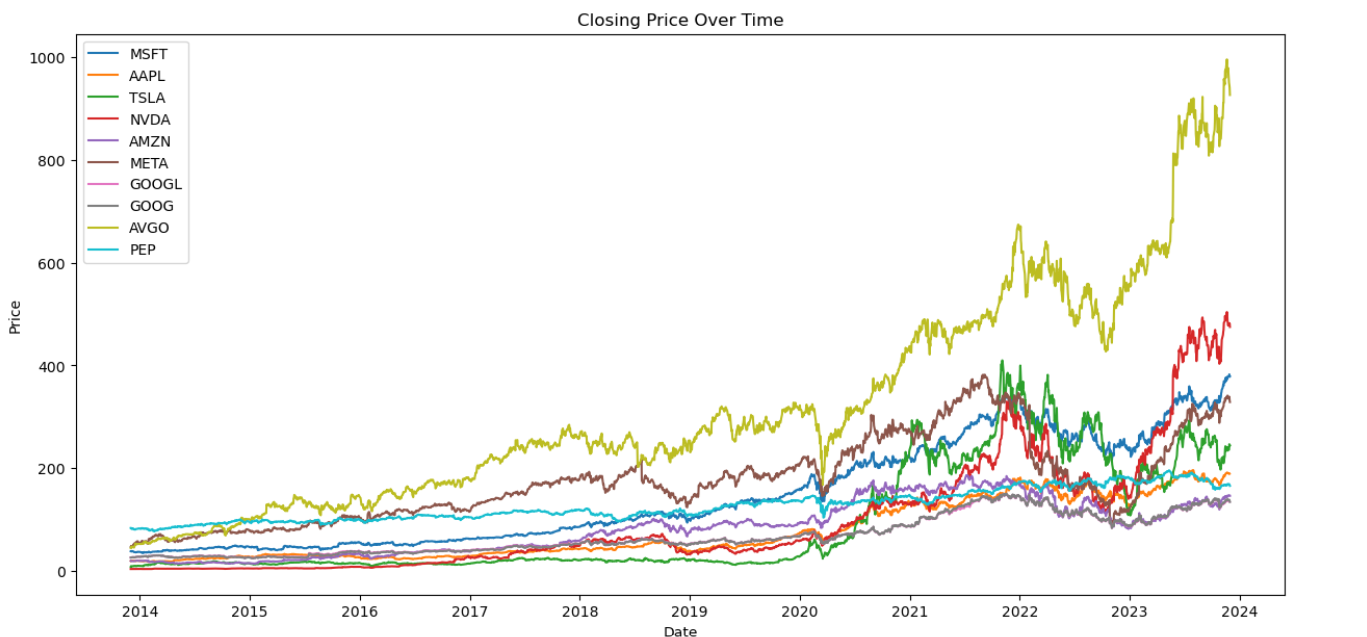 Closing Price Over Time
MSFT
AAPL
TSLA
NVDA
AMZN
META
GOOGL
GOOG
AVGO
PEP
1000
800
600
400
200
0
Price
2014 2015 2016 2017 2018 2019 2020 2021 2022 2023 2024
Date